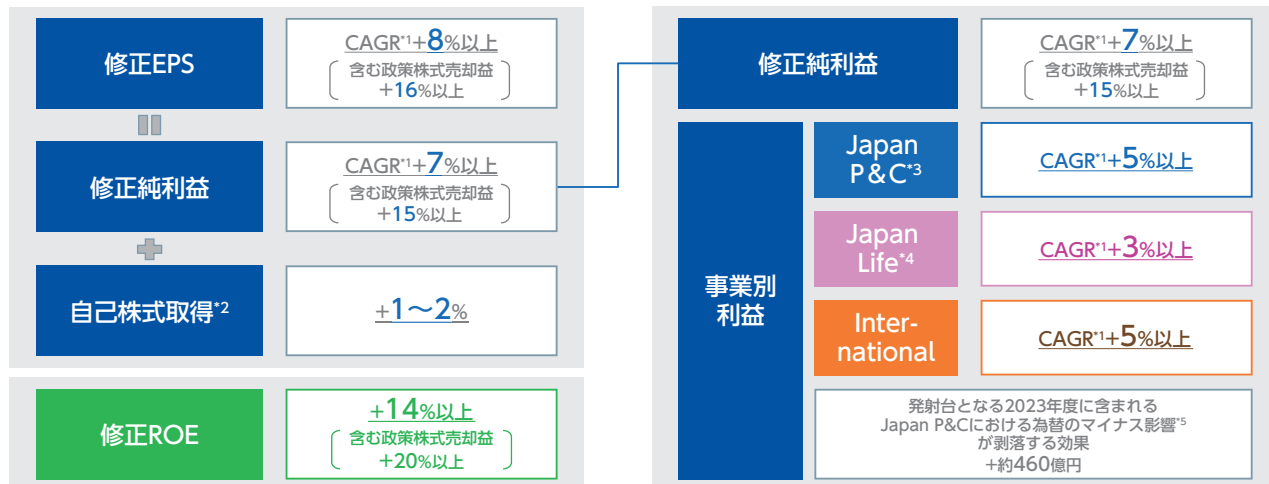 修正EPS
CAGR*1+8%以上
含む政策株式売却益
+16%以上
修正純利益
CAGR*1+7%以上
含む政策株式売却益
+15%以上
自己株式取得*2
+1～2%
修正ROE
+14%以上
含む政策株式売却益
+20%以上
修正純利益
CAGR*1+7%以上
含む政策株式売却益
+15%以上
事業別
利益
Japan
P&C*3
CAGR*1+5%以上
Japan
Life*4
CAGR*1+3%以上
Inter-
national
CAGR*1+5%以上
発射台となる2023年度に含まれる
Japan P&Cにおける為替のマイナス影響*5
が剥落する効果
+約460億円